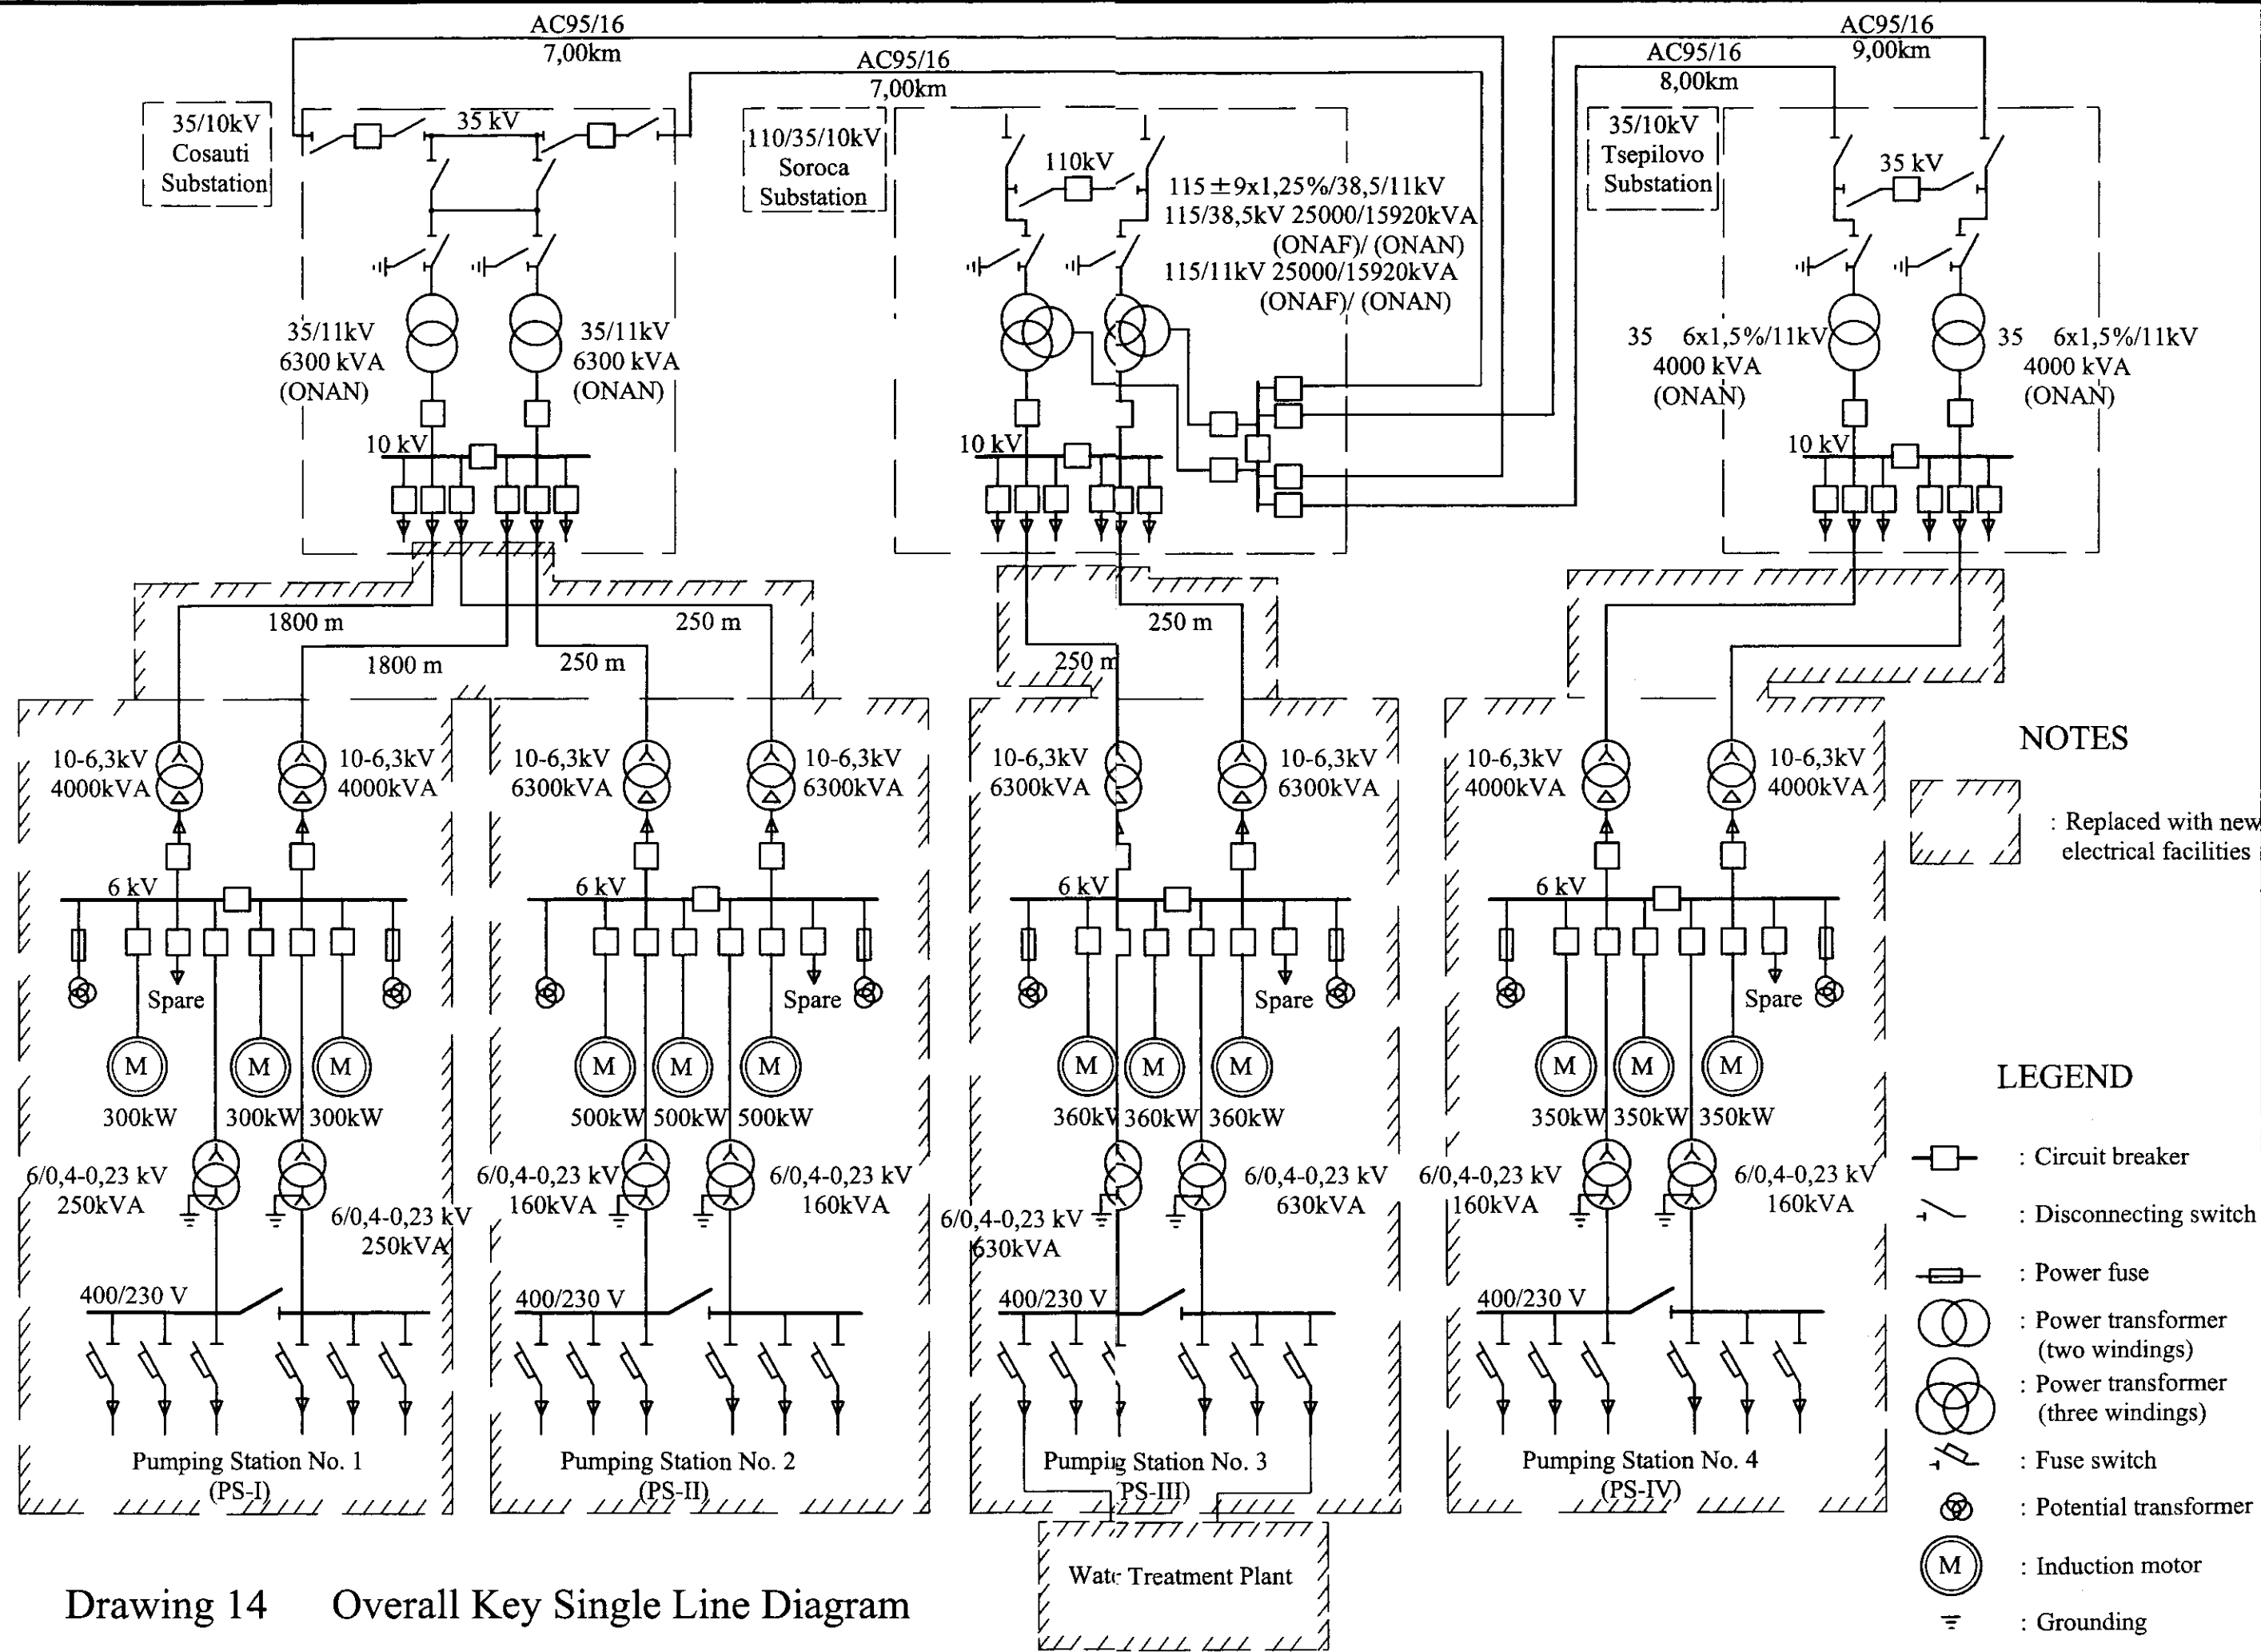 AC95/16
7,00km
AC95/16
7,00km
AC95/16
8,00km
AC95/16
9,00km
35/10kV
Cosauti
Substation
35 kV
35/11kV
6300 kVA
(ONAN)
35/11kV
6300 kVA
(ONAN)
10 kV
110/35/10kV
Soroca
Substation
110kV
115±9x1,25%/38,5/11kV
115/38,5kV 25000/15920kVA
(ONAF)/ (ONAN)
115/11kV 25000/15920kVA
(ONAF)/ (ONAN)
10 kV
35/10kV
Tsepilovo
Substation
35 kV
35 6x1,5%/11kV
4000 kVA
(ONAN)
35 6x1,5%/11kV
4000 kVA
(ONAN)
10 kV
1800 m
250 m
1800 m
250 m
250 m
250 m
10-6,3kV
4000kVA
10-6,3kV
4000kVA
6 kV
Spare
M
M
M
300kW
300kW
300kW
6/0,4-0,23 kV
250kVA
6/0,4-0,23 kV
250kVA
400/230 V
Pumping Station No. 1
(PS-I)
10-6,3kV
6300kVA
10-6,3kV
6300kVA
6 kV
Spare
M
M
M
500kW
500kW
500kW
6/0,4-0,23 kV
160kVA
6/0,4-0,23 kV
160kVA
400/230 V
Pumping Station No. 2
(PS-II)
10-6,3kV
6300kVA
10-6,3kV
6300kVA
6 kV
Spare
M
M
M
360kW
360kW
360kW
6/0,4-0,23 kV
630kVA
6/0,4-0,23 kV
630kVA
400/230 V
Pumping Station No. 3
(PS-III)
Water Treatment Plant
10-6,3kV
4000kVA
10-6,3kV
4000kVA
6 kV
Spare
M
M
M
350kW
350kW
350kW
6/0,4-0,23 kV
160kVA
6/0,4-0,23 kV
160kVA
400/230 V
Pumping Station No. 4
(PS-IV)
NOTES
: Replaced with new
electrical facilities
LEGEND
: Circuit breaker
: Disconnecting switch
: Power fuse
: Power transformer
(two windings)
: Power transformer
(three windings)
: Fuse switch
: Potential transformer
M : Induction motor
: Grounding
Drawing 14 Overall Key Single Line Diagram